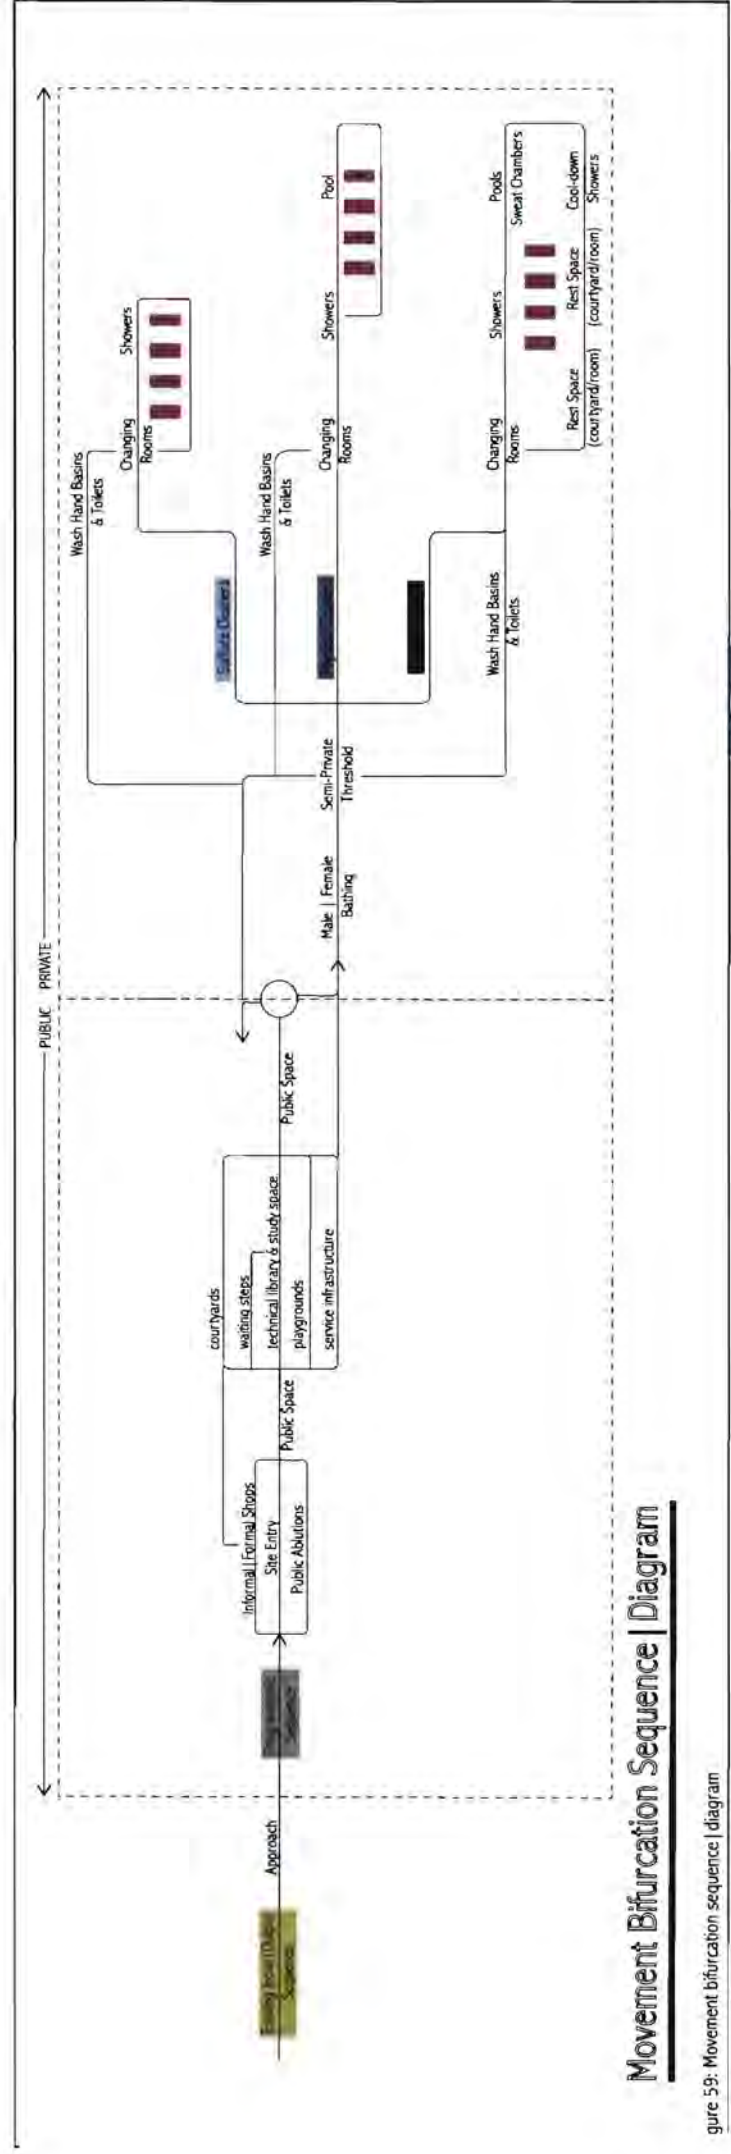 PUBLIC
PRIVATE
Approach
Informal | Formal Shops
Site Entry
Public Ablutions
Public Space
courtyards
waiting steps
technical library & study space
playgrounds
service infrastructure
Public Space
Male | Female
Bathing
Semi-Private
Threshold
Wash Hand Basins
& Toilets
Changing
Rooms
Showers
Wash Hand Basins
& Toilets
Changing
Rooms
Showers
Pool
Wash Hand Basins
& Toilets
Changing
Rooms
Showers
Pools
Sweat Chambers
Rest Space
(courtyard/room)
Rest Space
(courtyard/room)
Cool-down
Showers
Movement Bifurcation Sequence | Diagram
gure 59: Movement bifurcation sequence | diagram